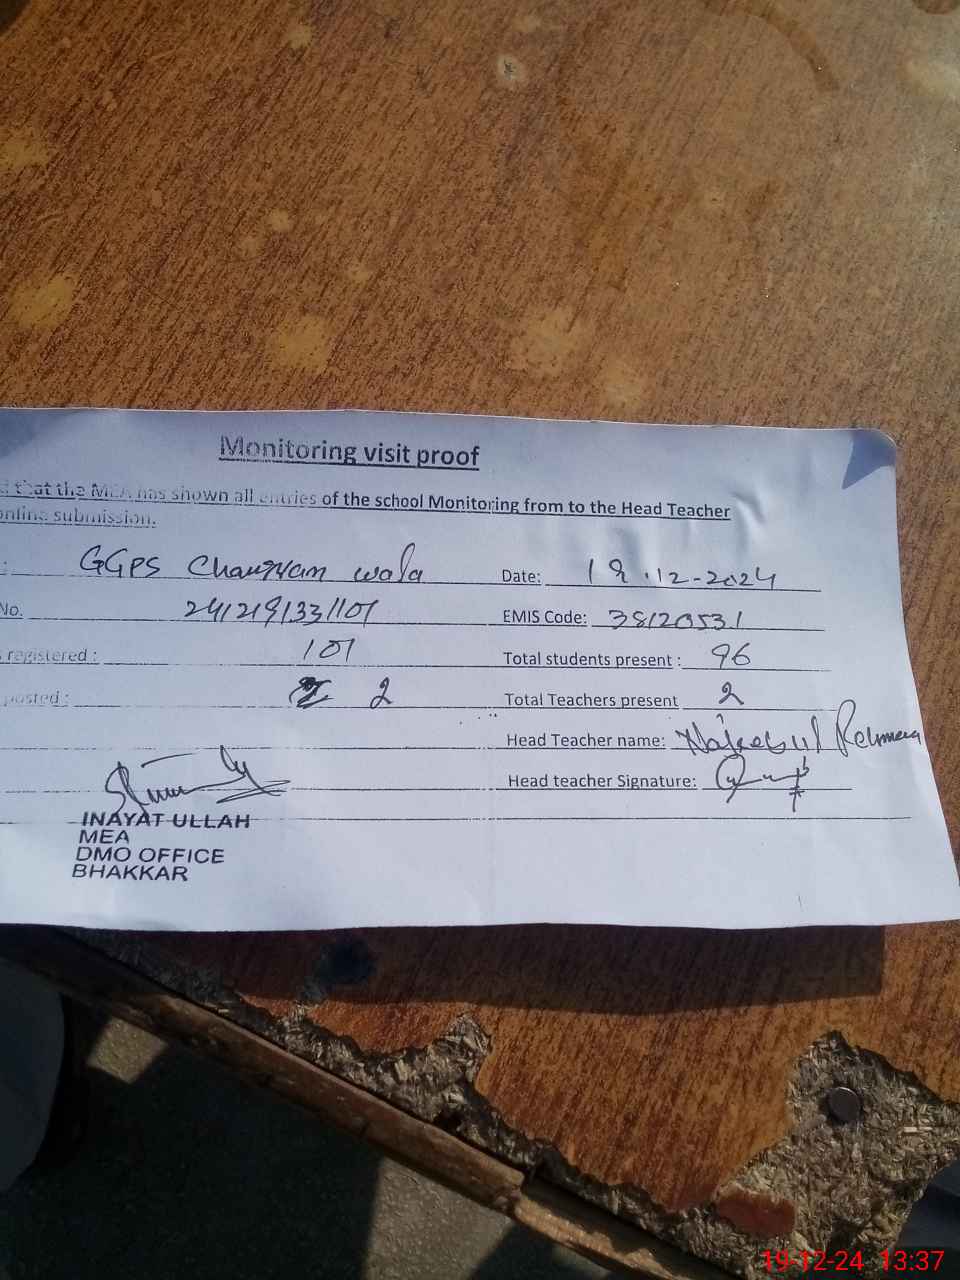 Monitoring visit proof
that the MEA has shown all entries of the school Monitoring from to the Head Teacher
online submission.
: GGPS wala Date: 19.12-2024
No. 2412191331101 EMIS Code: 38120531
registered : 101 Total students present : 96
posted : 2 Total Teachers present 2
Head Teacher name: Rehman
Head teacher Signature:
INAYAT ULLAH
MEA
DMO OFFICE
BHAKKAR
19-12-24 13:37